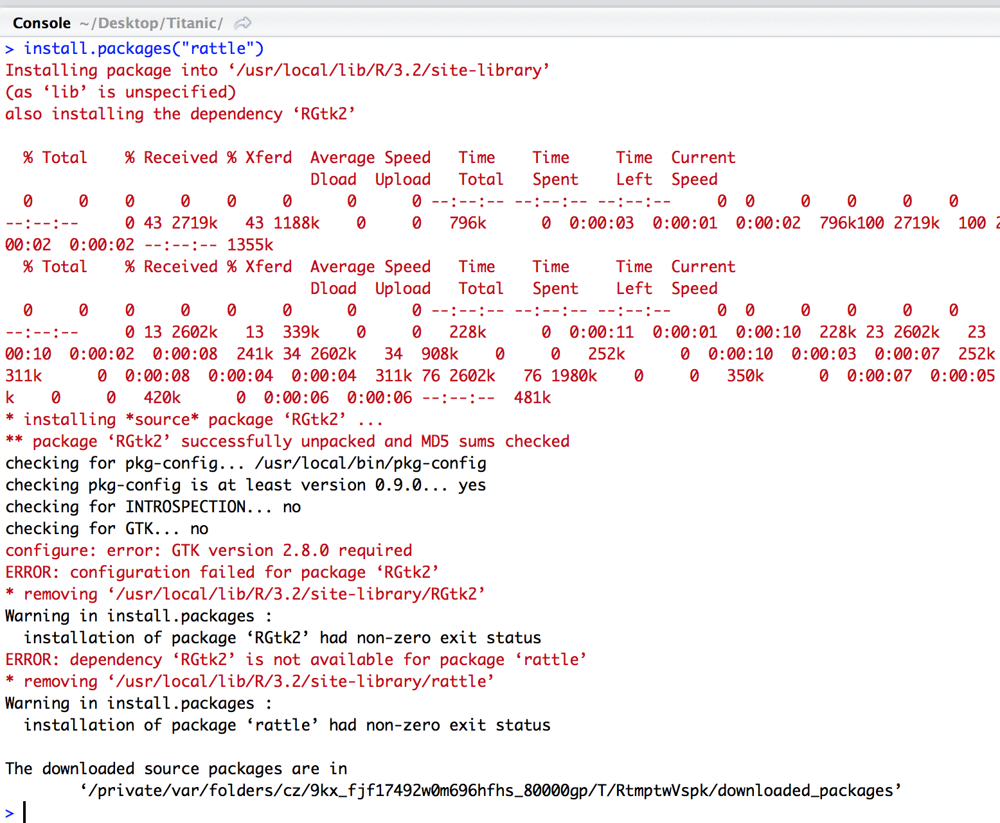 Console ~/Desktop/Titanic/
> install.packages("rattle")
Installing package into ‘/usr/local/lib/R/3.2/site-library’
(as ‘lib’ is unspecified)
also installing the dependency ‘RGtk2’
% Total % Received % Xferd Average Speed Time Time Time Current
Dload Upload Total Spent Left Speed
0 0 0 0 0 0 0 0 --:--:-- --:--:-- --:--:-- 0 0 0 0 0 0
--:--:-- 0 43 2719k 43 1188k 0 0 796k 0 0:00:03 0:00:01 0:00:02 796k100 2719k 100 2
00:02 0:00:02 --:--:-- 1355k
% Total % Received % Xferd Average Speed Time Time Time Current
Dload Upload Total Spent Left Speed
0 0 0 0 0 0 0 0 --:--:-- --:--:-- --:--:-- 0 0 0 0 0 0
--:--:-- 0 13 2602k 13 339k 0 0 228k 0 0:00:11 0:00:01 0:00:10 228k 23 2602k 23
00:10 0:00:02 0:00:08 241k 34 2602k 34 908k 0 0 252k 0 0:00:10 0:00:03 0:00:07 252k
311k 0 0:00:08 0:00:04 0:00:04 311k 76 2602k 76 1980k 0 0 350k 0 0:00:07 0:00:05
k 0 0 420k 0 0:00:06 0:00:06 --:--:-- 481k
* installing *source* package ‘RGtk2’ ...
** package ‘RGtk2’ successfully unpacked and MD5 sums checked
checking for pkg-config... /usr/local/bin/pkg-config
checking pkg-config is at least version 0.9.0... yes
checking for INTROSPECTION... no
checking for GTK... no
configure: error: GTK version 2.8.0 required
ERROR: configuration failed for package ‘RGtk2’
* removing ‘/usr/local/lib/R/3.2/site-library/RGtk2’
Warning in install.packages :
installation of package ‘RGtk2’ had non-zero exit status
ERROR: dependency ‘RGtk2’ is not available for package ‘rattle’
* removing ‘/usr/local/lib/R/3.2/site-library/rattle’
Warning in install.packages :
installation of package ‘rattle’ had non-zero exit status
The downloaded source packages are in
‘/private/var/folders/cz/9kx_fjf17492w0m696hfhs_80000gp/T/RtmptwVspk/downloaded_packages’
>